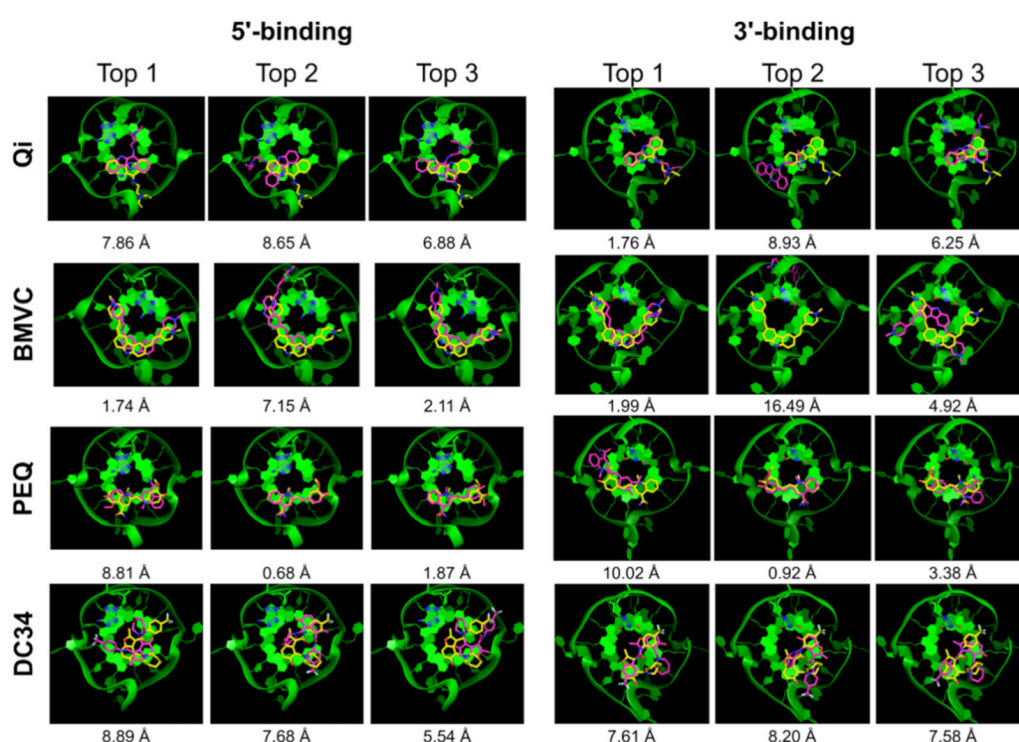 5'-binding 3'-binding
Top 1 Top 2 Top 3 Top 1 Top 2 Top 3
Qi
7.86 Å 8.65 Å 6.88 Å 1.76 Å 8.93 Å 6.25 Å
BMVC
1.74 Å 7.15 Å 2.11 Å 1.99 Å 16.49 Å 4.92 Å
PEQ
8.81 Å 0.68 Å 1.87 Å 10.02 Å 0.92 Å 3.38 Å
DC34
8.89 Å 7.68 Å 5.54 Å 7.61 Å 8.20 Å 7.58 Å